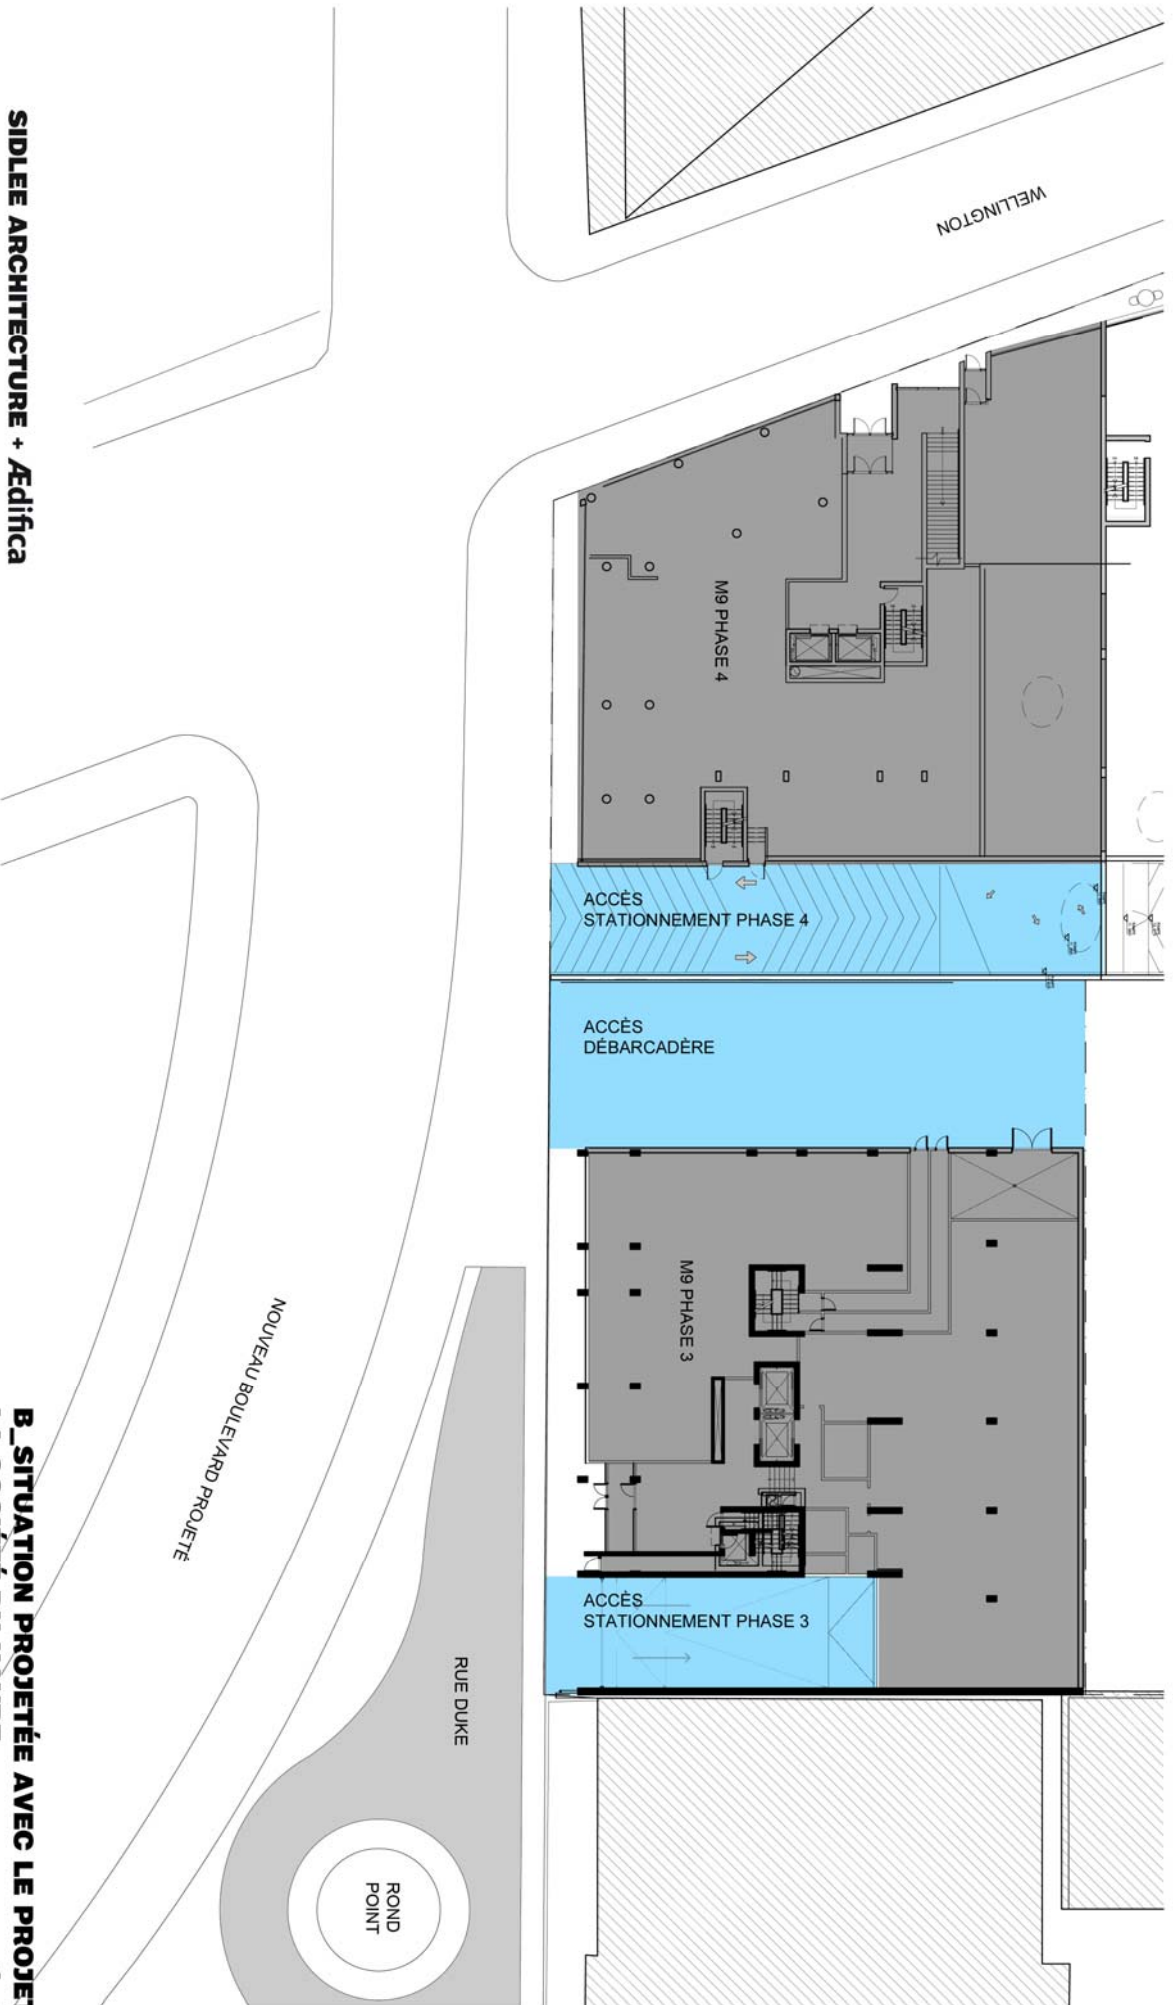 WELLINGTON
SIDLEE ARCHITECTURE + Ædifica
M9 PHASE 4
ACCÈS
STATIONNEMENT PHASE 4
ACCÈS
DÉBARCADÈRE
M9 PHASE 3
NOUVEAU BOULEVARD PROJETÉ
ACCÈS
STATIONNEMENT PHASE 3
RUE DUKE
ROND
POINT
B_SITUATION PROJETÉE AVEC LE PROJET